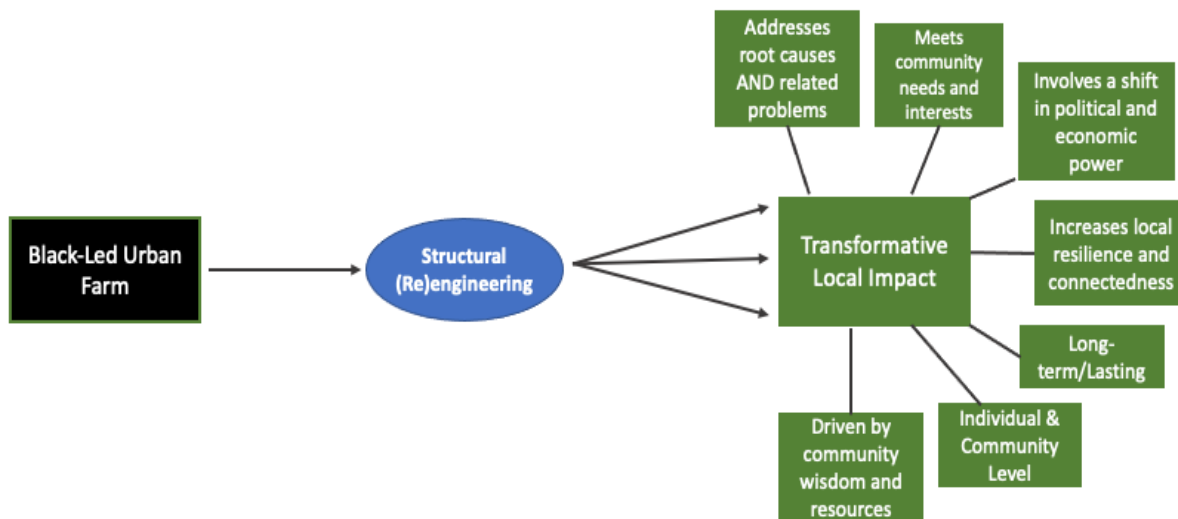 Black-Led Urban
Farm
Structural
(Re)engineering
Transformative
Local Impact
Addresses
root causes
AND related
problems
Meets
community
needs and
interests
Involves a shift
in political and
economic
power
Increases local
resilience and
connectedness
Long-
term/Lasting
Individual &
Community
Level
Driven by
community
wisdom and
resources